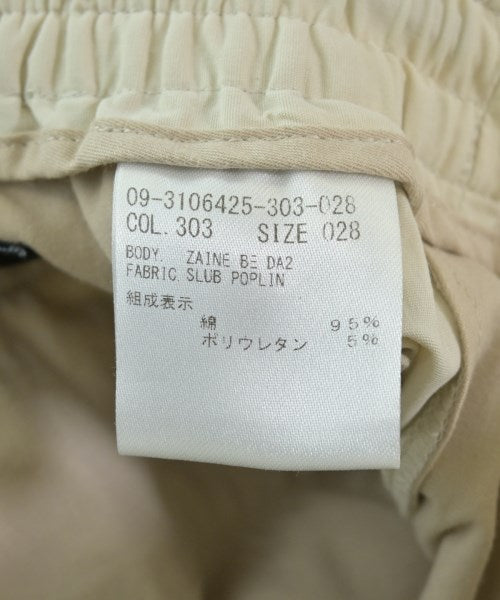 09-3106425-303-028
COL. 303 SIZE 028
BODY. ZAINE BE DA2
FABRIC SLUB POPLIN
組成表示
綿 95%
ポリウレタン 5%